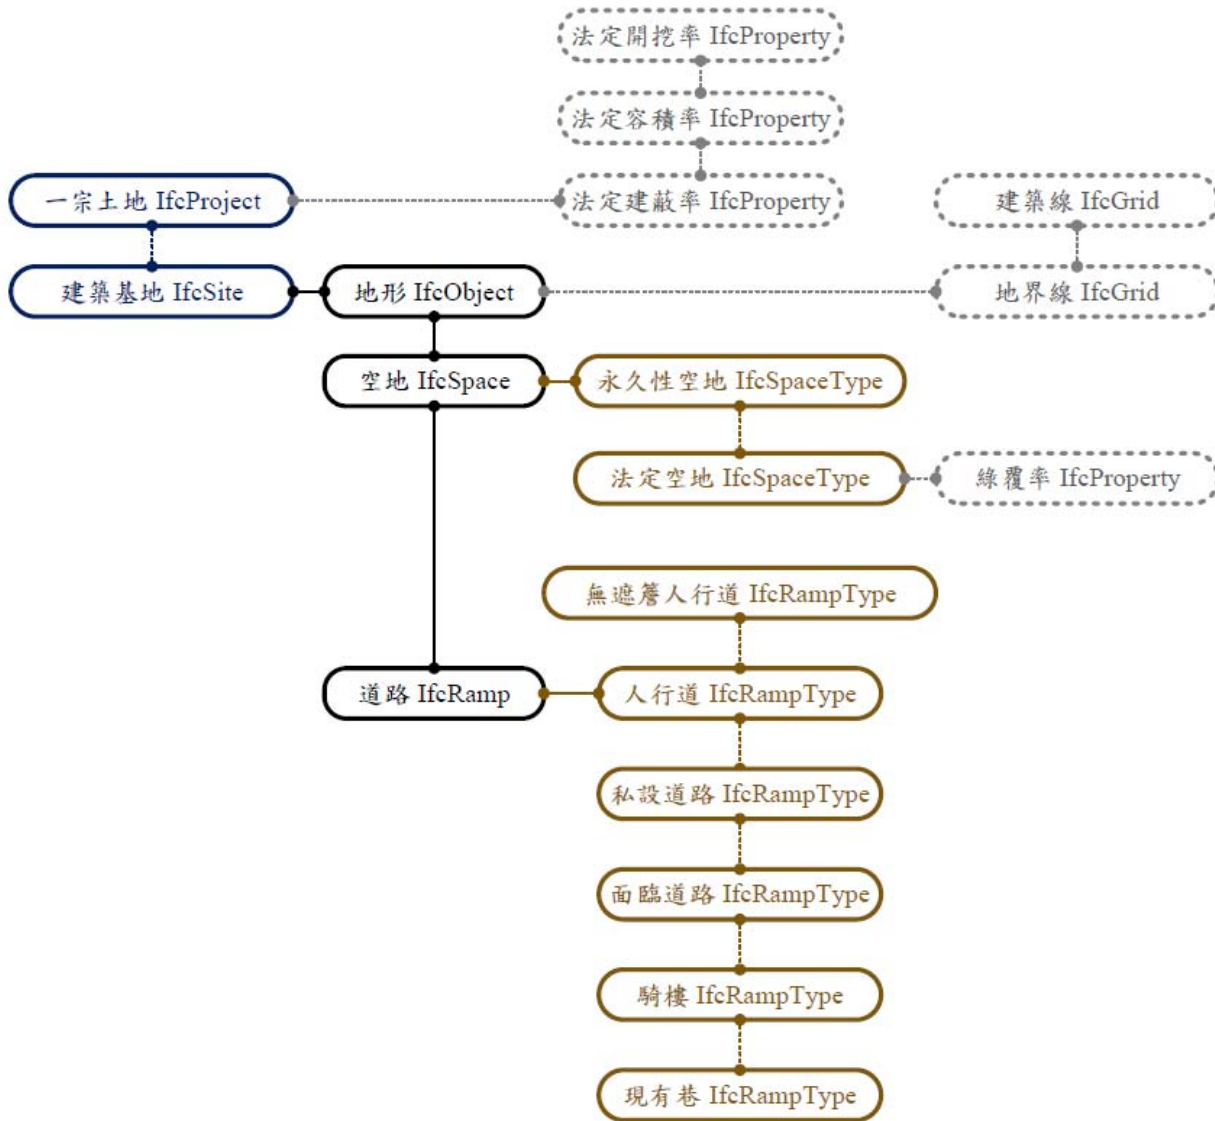 法定開挖率 IfcProperty
法定容積率 IfcProperty
一宗土地 IfcProject
法定建蔽率 IfcProperty
建築線 IfcGrid
建築基地 IfcSite
地形 IfcObject
地界線 IfcGrid
空地 IfcSpace
永久性空地 IfcSpaceType
法定空地 IfcSpaceType
綠覆率 IfcProperty
無遮簷人行道 IfcRampType
道路 IfcRamp
人行道 IfcRampType
私設道路 IfcRampType
面臨道路 IfcRampType
騎樓 IfcRampType
現有巷 IfcRampType